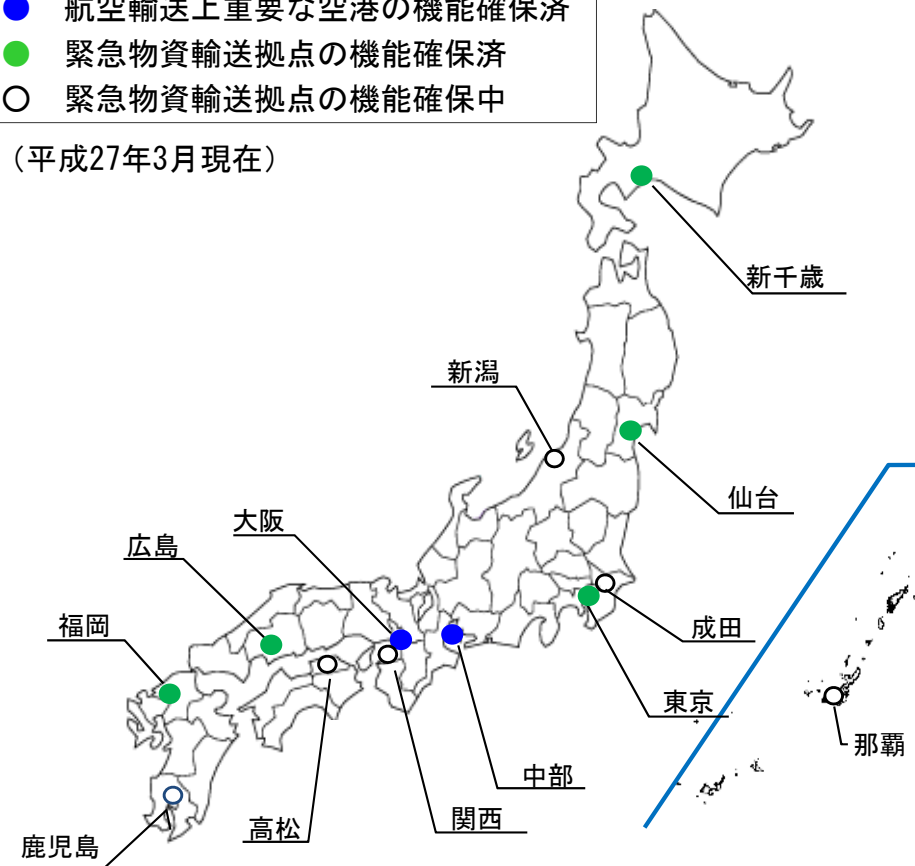 航空輸送上重要な空港の機能確保済
緊急物資輸送拠点の機能確保済
緊急物資輸送拠点の機能確保中
（平成27年3月現在）
新千歳
新潟
仙台
大阪
広島
福岡
成田
東京
那覇
中部
関西
高松
鹿児島